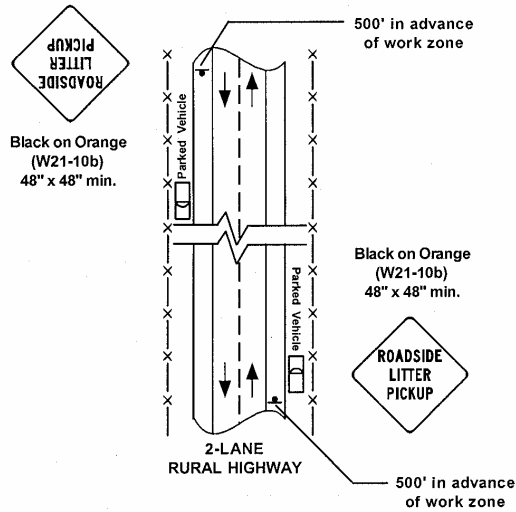 500' in advance
of work zone
ROADSIDE
LITTER
PICKUP
Black on Orange
(W21-10b)
48" x 48" min.
Parked Vehicle
Black on Orange
(W21-10b)
48" x 48" min.
Parked Vehicle
ROADSIDE
LITTER
PICKUP
2-LANE
RURAL HIGHWAY
500' in advance
of work zone